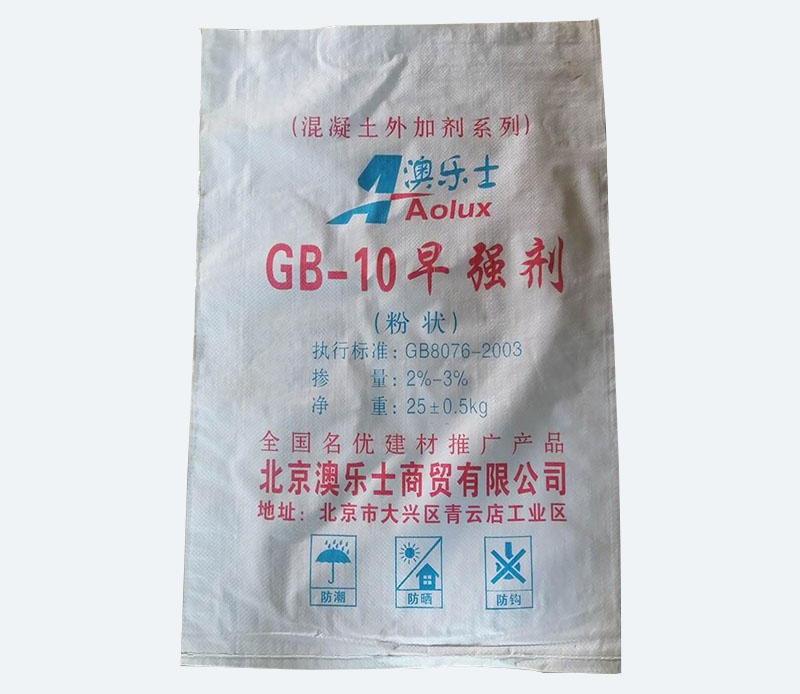 (混凝土外加剂系列)
澳乐士
Aolux
GB-10早强剂
(粉状)
执行标准：GB8076-2003
掺 量：2%-3%
净 重：25±0.5kg
全国名优建材推广产品
北京澳乐士商贸有限公司
地址：北京市大兴区青云店工业区
防潮 防晒 防钩